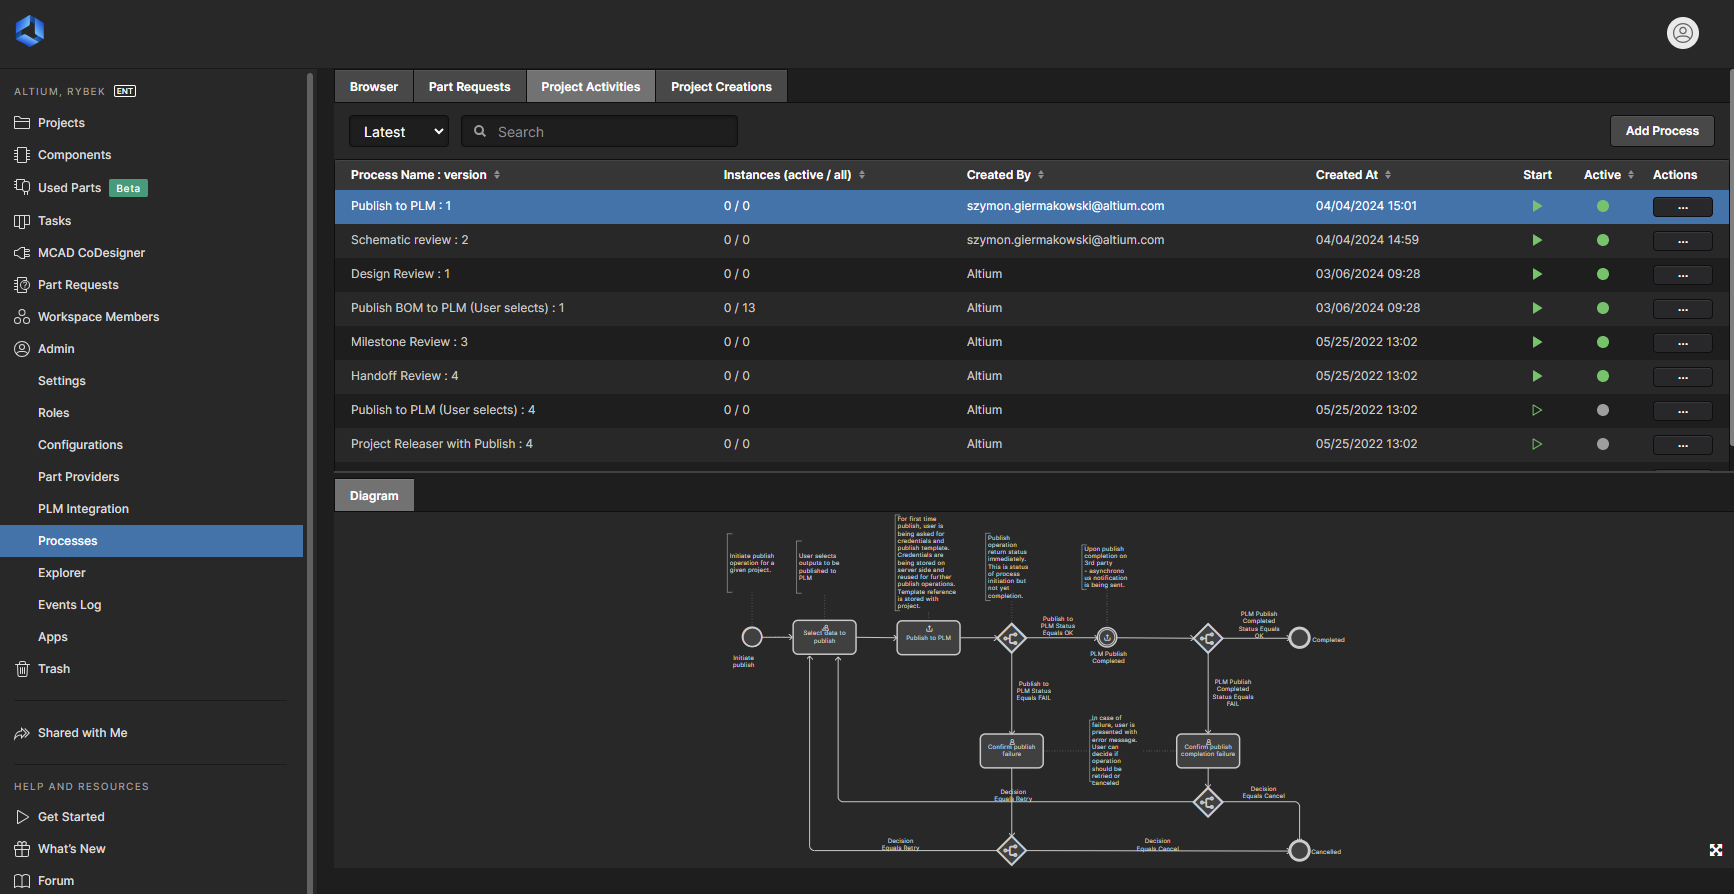 ALTIUM, RYBEK ENT
Projects
Components
Used Parts Beta
Tasks
MCAD CoDesigner
Part Requests
Workspace Members
Admin
Settings
Roles
Configurations
Part Providers
PLM Integration
Processes
Explorer
Events Log
Apps
Trash
Shared with Me
HELP AND RESOURCES
Get Started
What's New
Forum
Browser Part Requests Project Activities Project Creations
Latest Search Add Process
Process Name : version Instances (active / all) Created By Created At Start Active Actions
Publish to PLM : 1 0 / 0 szymon.giermakowski@altium.com 04/04/2024 15:01 ...
Schematic review : 2 0 / 0 szymon.giermakowski@altium.com 04/04/2024 14:59 ...
Design Review : 1 0 / 0 Altium 03/06/2024 09:28 ...
Publish BOM to PLM (User selects) : 1 0 / 13 Altium 03/06/2024 09:28 ...
Milestone Review : 3 0 / 0 Altium 05/25/2022 13:02 ...
Handoff Review : 4 0 / 0 Altium 05/25/2022 13:02 ...
Publish to PLM (User selects) : 4 0 / 0 Altium 05/25/2022 13:02 ...
Project Releaser with Publish : 4 0 / 0 Altium 05/25/2022 13:02 ...
Diagram
Initiate publish
operation for a
given project.
User selects
outputs to be
published to
PLM
For first time
publish, user is
being asked for
credentials and
publish template.
Credentials are
being stored on
server side and
reused for further
publish operations.
Template reference
is stored with
project.
Publish
operation
return status
immediately.
This is status
of process
initiation but
not yet
completion.
Upon publish
completion on
3rd party
- asynchrono
us notification
is being sent.
Initiate
publish
Select data to
publish
Publish to PLM
Publish to
PLM Status
Equals OK
PLM Publish
Completed
PLM Publish
Completed
Status Equals
OK
Completed
Publish to
PLM Status
Equals FAIL
PLM Publish
Completed
Status Equals
FAIL
Confirm publish
failure
In case of
failure, user is
presented with
error message.
User can
decide if
operation
should be
retried or
canceled
Confirm publish
completion failure
Decision
Equals Retry
Decision
Equals Cancel
Decision
Equals Retry
Decision
Equals Cancel
Cancelled